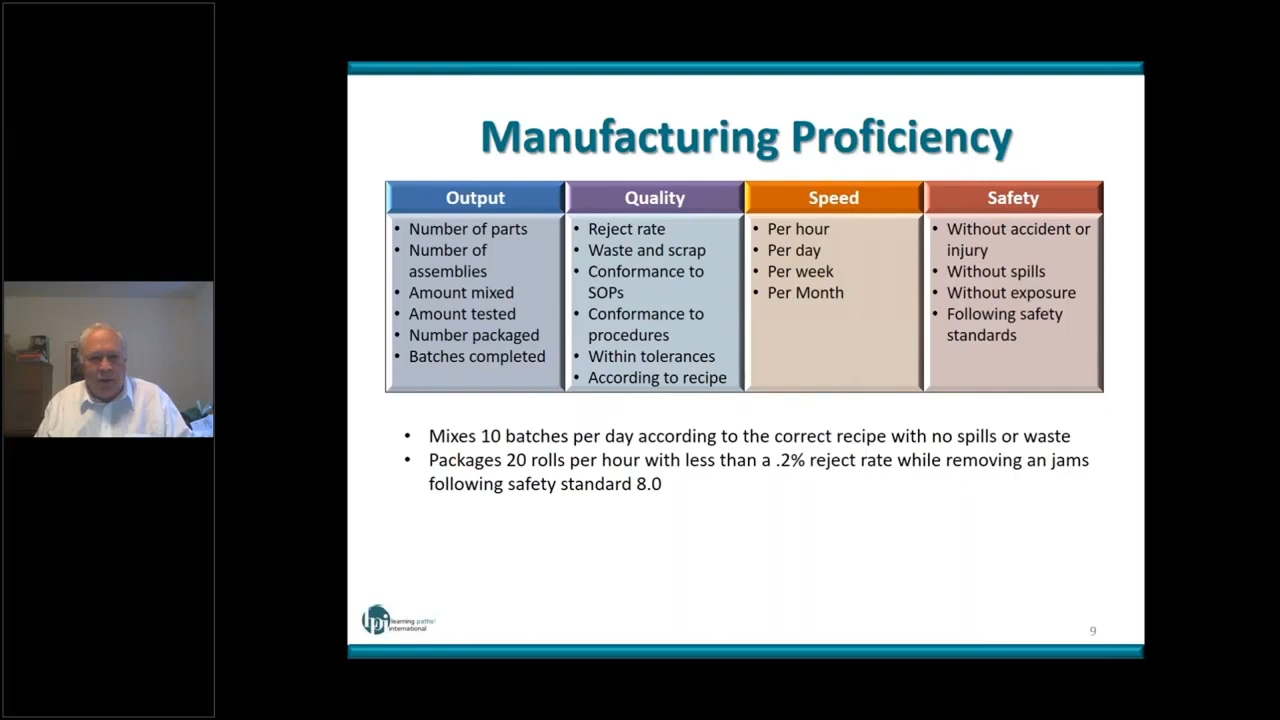 Manufacturing Proficiency
Output
Quality
Speed
Safety
• Number of parts
• Number of
assemblies
• Amount mixed
• Amount tested
• Number packaged
• Batches completed
• Reject rate
• Waste and scrap
• Conformance to
SOPs
• Conformance to
procedures
• Within tolerances
• According to recipe
• Per hour
• Per day
• Per week
• Per Month
• Without accident or
injury
• Without spills
• Without exposure
• Following safety
standards
• Mixes 10 batches per day according to the correct recipe with no spills or waste
• Packages 20 rolls per hour with less than a .2% reject rate while removing an jams
following safety standard 8.0
lpi learning paths
international
9